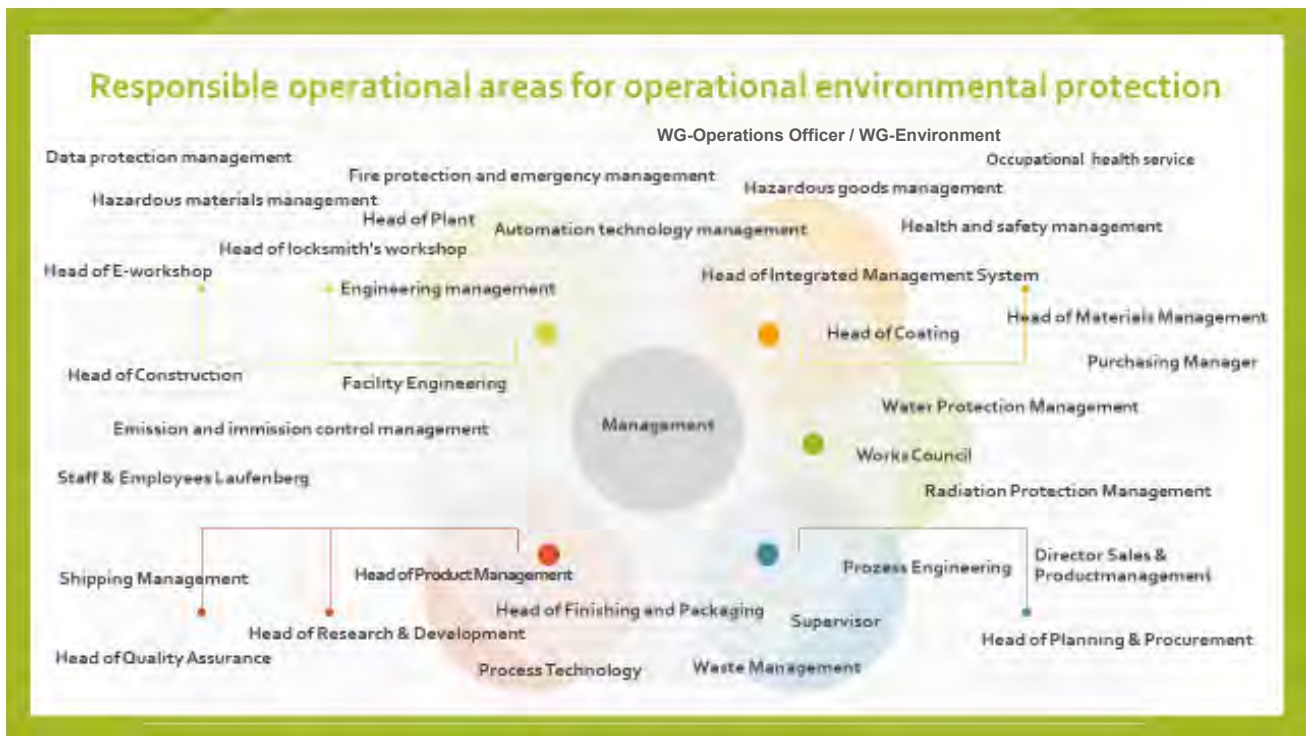 Responsible operational areas for operational environmental protection
WG-Operations Officer / WG-Environment
Data protection management
Occupational health service
Fire protection and emergency management
Hazardous goods management
Hazardous materials management
Head of Plant
Automation technology management
Health and safety management
Head of locksmith's workshop
Head of E-workshop
Head of Integrated Management System
Engineering management
Head of Materials Management
Head of Coating
Purchasing Manager
Head of Construction
Facility Engineering
Water Protection Management
Management
Emission and immission control management
Works Council
Staff & Employees Laufenberg
Radiation Protection Management
Shipping Management
Head of Product Management
Prozess Engineering
Director Sales &
Productmanagement
Head of Finishing and Packaging
Supervisor
Head of Research & Development
Head of Planning & Procurement
Head of Quality Assurance
Process Technology
Waste Management